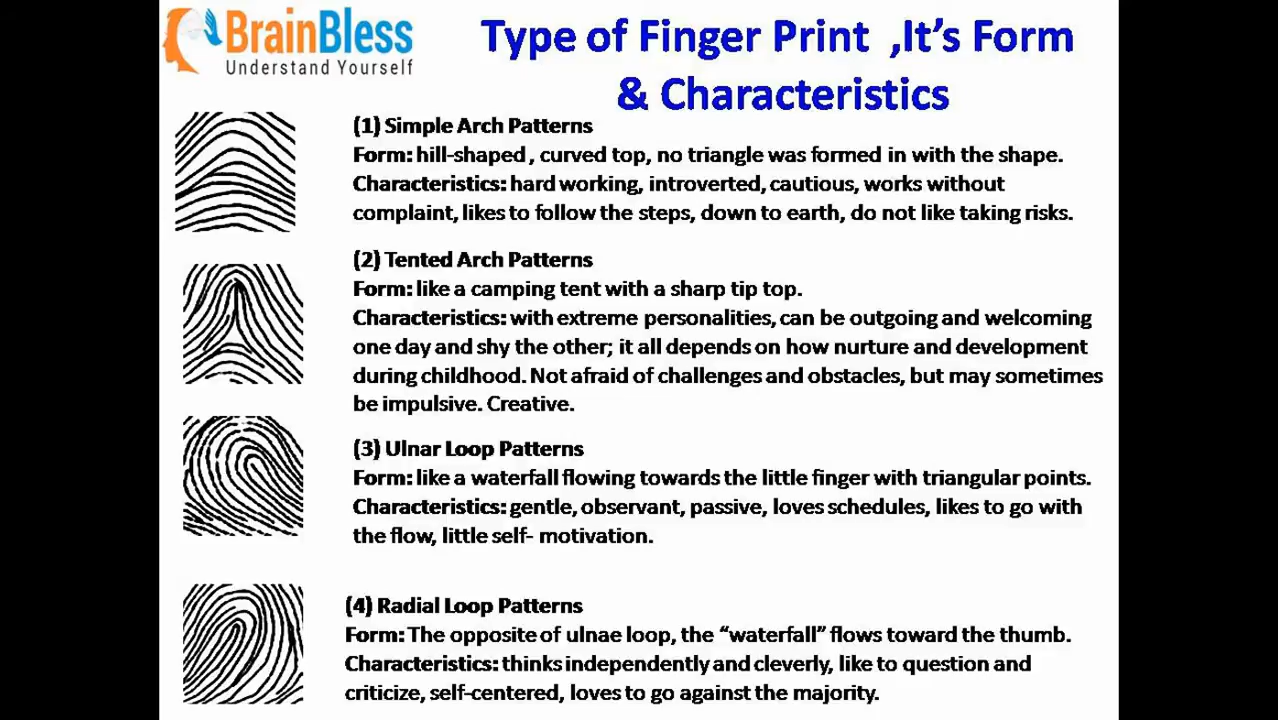 BrainBless
Understand Yourself
Type of Finger Print ,It's Form
& Characteristics
(1) Simple Arch Patterns
Form: hill-shaped , curved top, no triangle was formed in with the shape.
Characteristics: hard working, introverted, cautious, works without
complaint, likes to follow the steps, down to earth, do not like taking risks.
(2) Tented Arch Patterns
Form: like a camping tent with a sharp tip top.
Characteristics: with extreme personalities, can be outgoing and welcoming
one day and shy the other; it all depends on how nurture and development
during childhood. Not afraid of challenges and obstacles, but may sometimes
be impulsive. Creative.
(3) Ulnar Loop Patterns
Form: like a waterfall flowing towards the little finger with triangular points.
Characteristics: gentle, observant, passive, loves schedules, likes to go with
the flow, little self- motivation.
(4) Radial Loop Patterns
Form: The opposite of ulnae loop, the “waterfall” flows toward the thumb.
Characteristics: thinks independently and cleverly, like to question and
criticize, self-centered, loves to go against the majority.